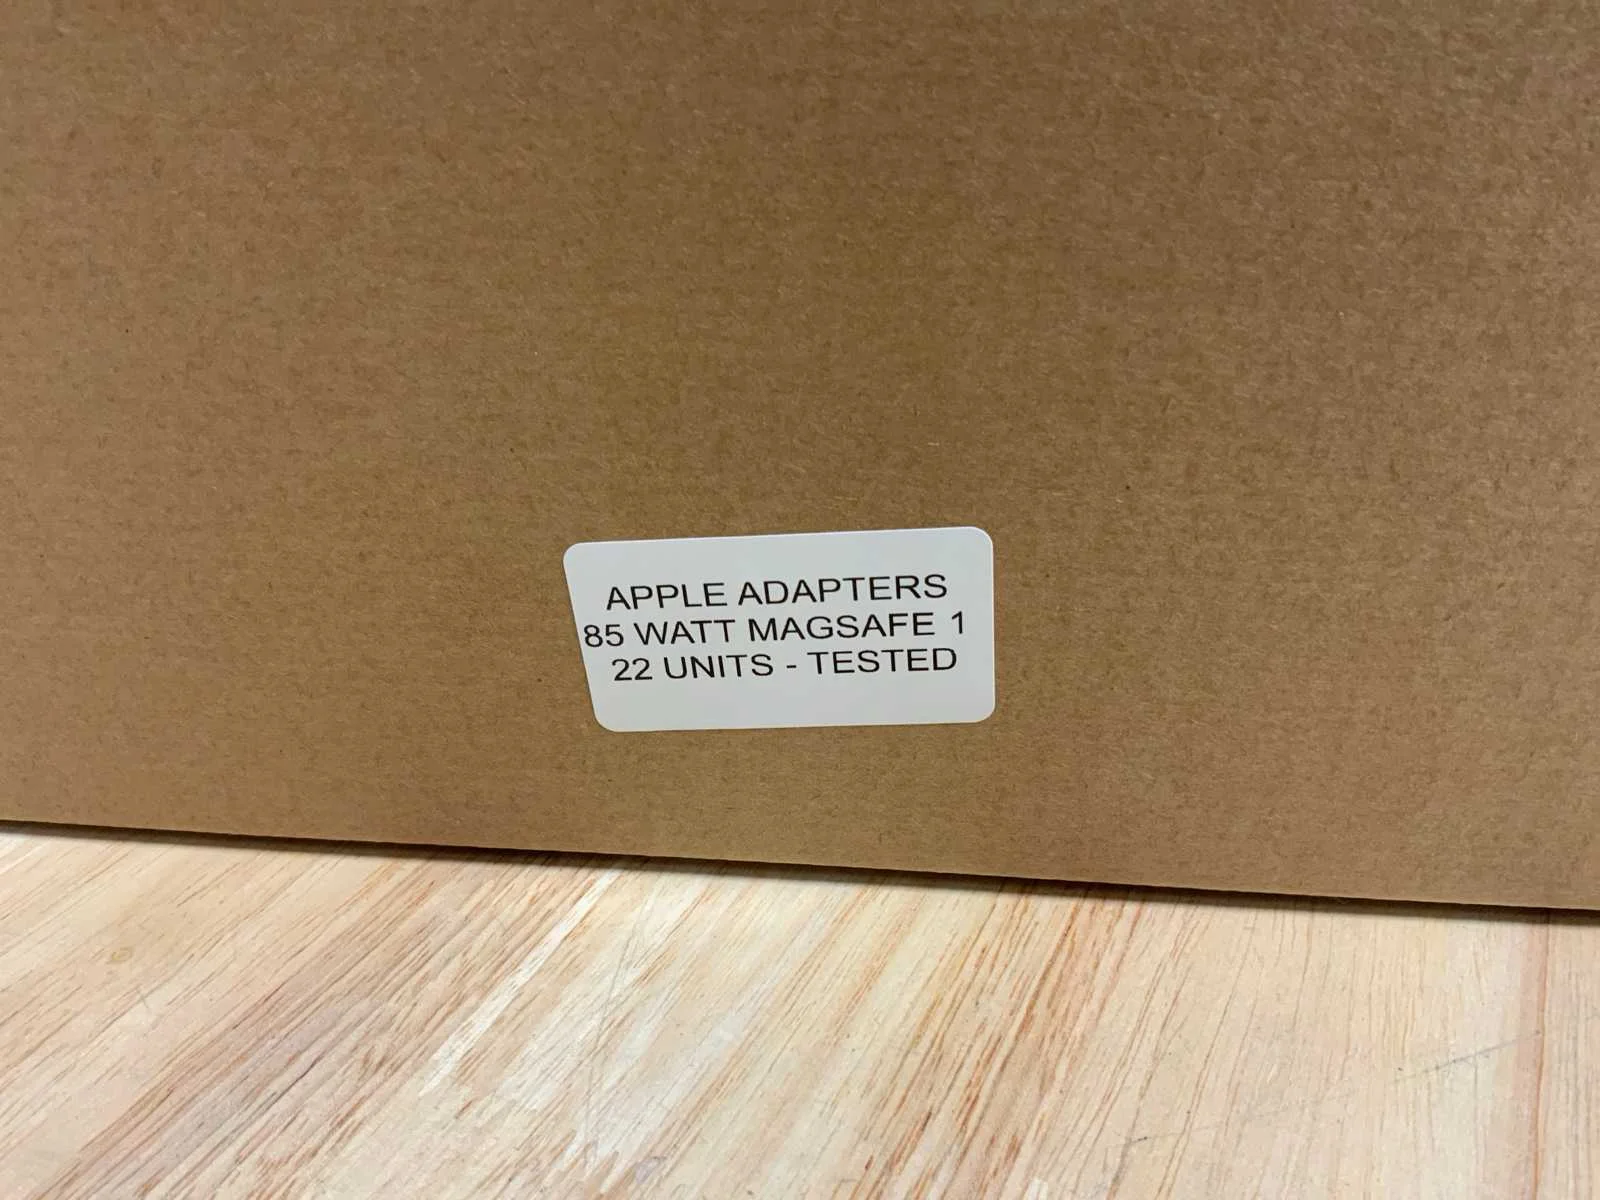 APPLE ADAPTERS
85 WATT MAGSAFE 1
22 UNITS - TESTED